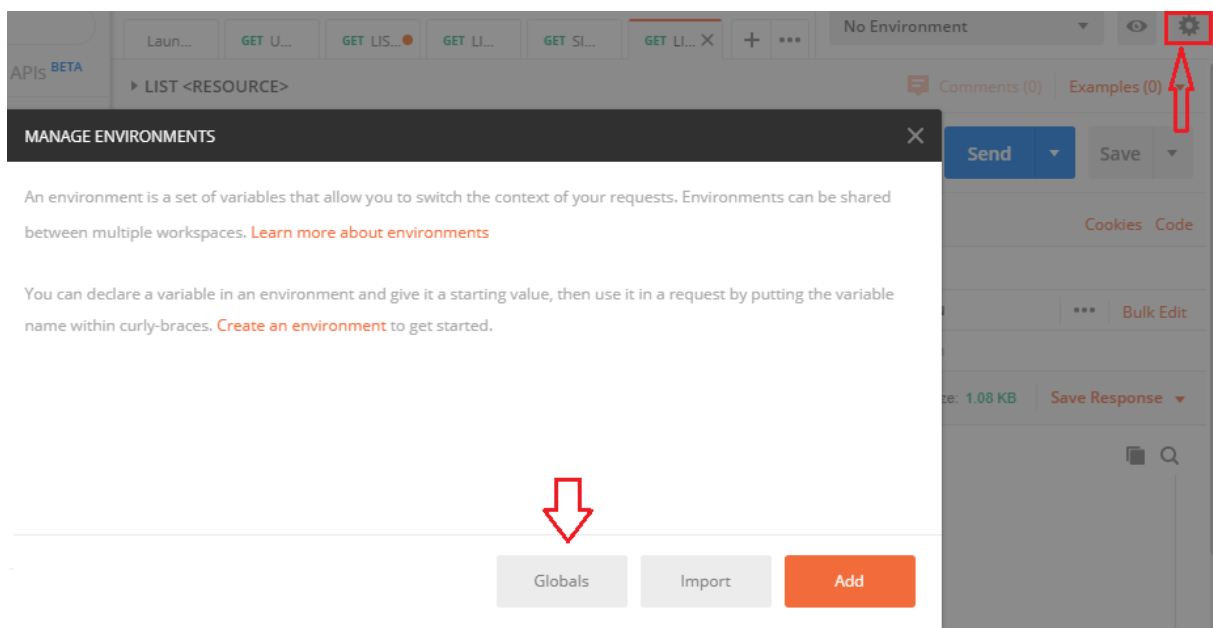 No Environment
Laun...
GET U...
GET LIS...
GET LI...
GET SI...
GET LI...
APIs BETA
LIST <RESOURCE>
Comments (0)
Examples (0)
MANAGE ENVIRONMENTS
Send
Save
An environment is a set of variables that allow you to switch the context of your requests. Environments can be shared
between multiple workspaces. Learn more about environments
Cookies Code
You can declare a variable in an environment and give it a starting value, then use it in a request by putting the variable
name within curly-braces. Create an environment to get started.
Bulk Edit
1.08 KB
Save Response
Globals
Import
Add